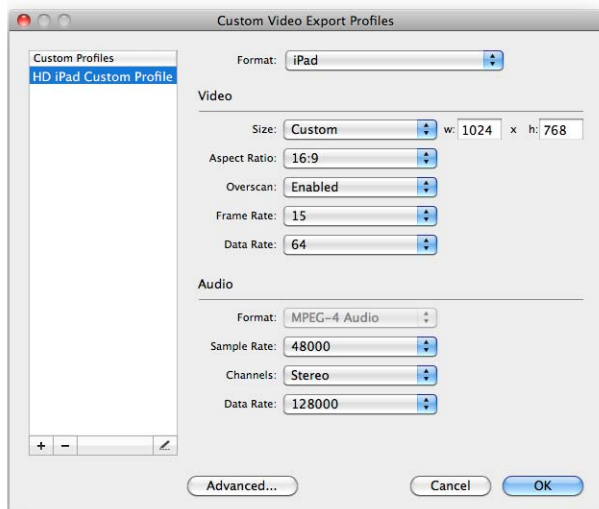 Custom Video Export Profiles
Custom Profiles
HD iPad Custom Profile
+ −
Format: iPad
Video
Size: Custom w: 1024 x h: 768
Aspect Ratio: 16:9
Overscan: Enabled
Frame Rate: 15
Data Rate: 64
Audio
Format: MPEG-4 Audio
Sample Rate: 48000
Channels: Stereo
Data Rate: 128000
Advanced... Cancel OK